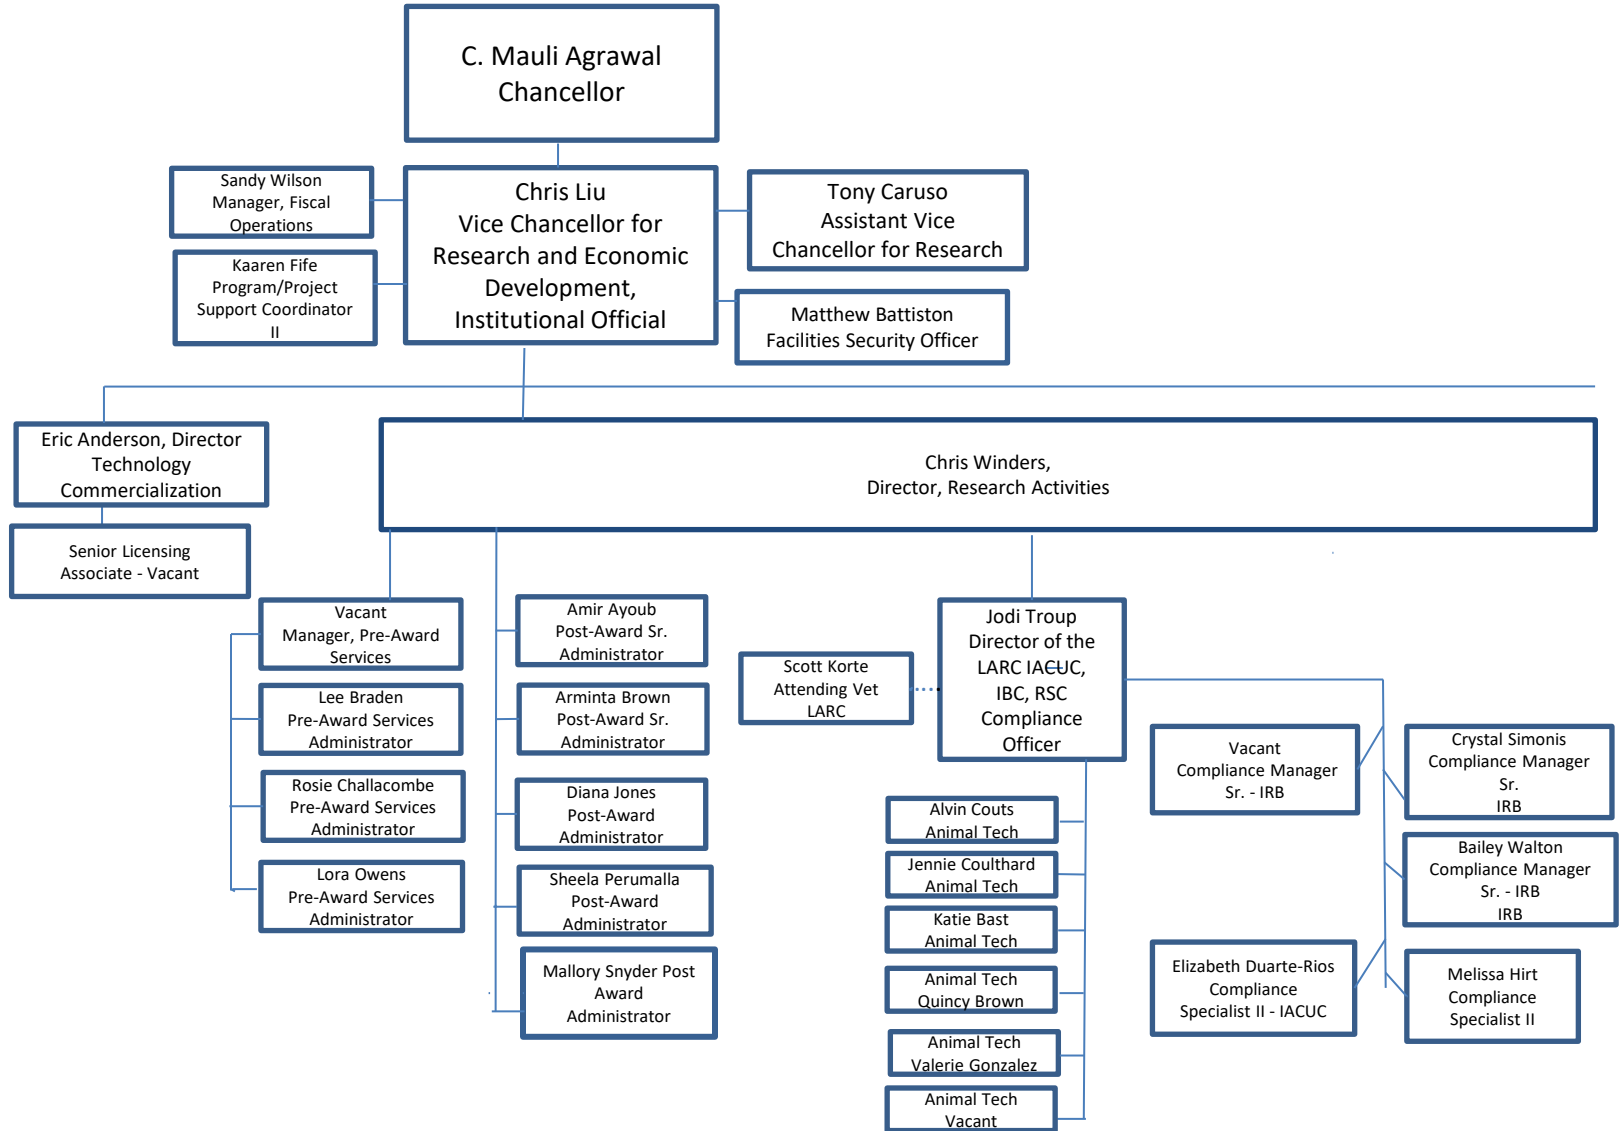 C. Mauli Agrawal
Chancellor
Sandy Wilson
Manager, Fiscal
Operations
Kaaren Fife
Program/Project
Support Coordinator
II
Chris Liu
Vice Chancellor for
Research and Economic
Development,
Institutional Official
Tony Caruso
Assistant Vice
Chancellor for Research
Matthew Battiston
Facilities Security Officer
Eric Anderson, Director
Technology
Commercialization
Senior Licensing
Associate - Vacant
Chris Winders,
Director, Research Activities
Vacant
Manager, Pre-Award
Services
Lee Braden
Pre-Award Services
Administrator
Rosie Challacombe
Pre-Award Services
Administrator
Lora Owens
Pre-Award Services
Administrator
Amir Ayoub
Post-Award Sr.
Administrator
Arminta Brown
Post-Award Sr.
Administrator
Diana Jones
Post-Award
Administrator
Sheela Perumalla
Post-Award
Administrator
Mallory Snyder Post
Award
Administrator
Scott Korte
Attending Vet
LARC
Jodi Troup
Director of the
LARC IACUC,
IBC, RSC
Compliance
Officer
Alvin Couts
Animal Tech
Jennie Coulthard
Animal Tech
Katie Bast
Animal Tech
Animal Tech
Quincy Brown
Animal Tech
Valerie Gonzalez
Animal Tech
Vacant
Vacant
Compliance Manager
Sr. - IRB
Crystal Simonis
Compliance Manager
Sr.
IRB
Bailey Walton
Compliance Manager
Sr. - IRB
IRB
Elizabeth Duarte-Rios
Compliance
Specialist II - IACUC
Melissa Hirt
Compliance
Specialist II